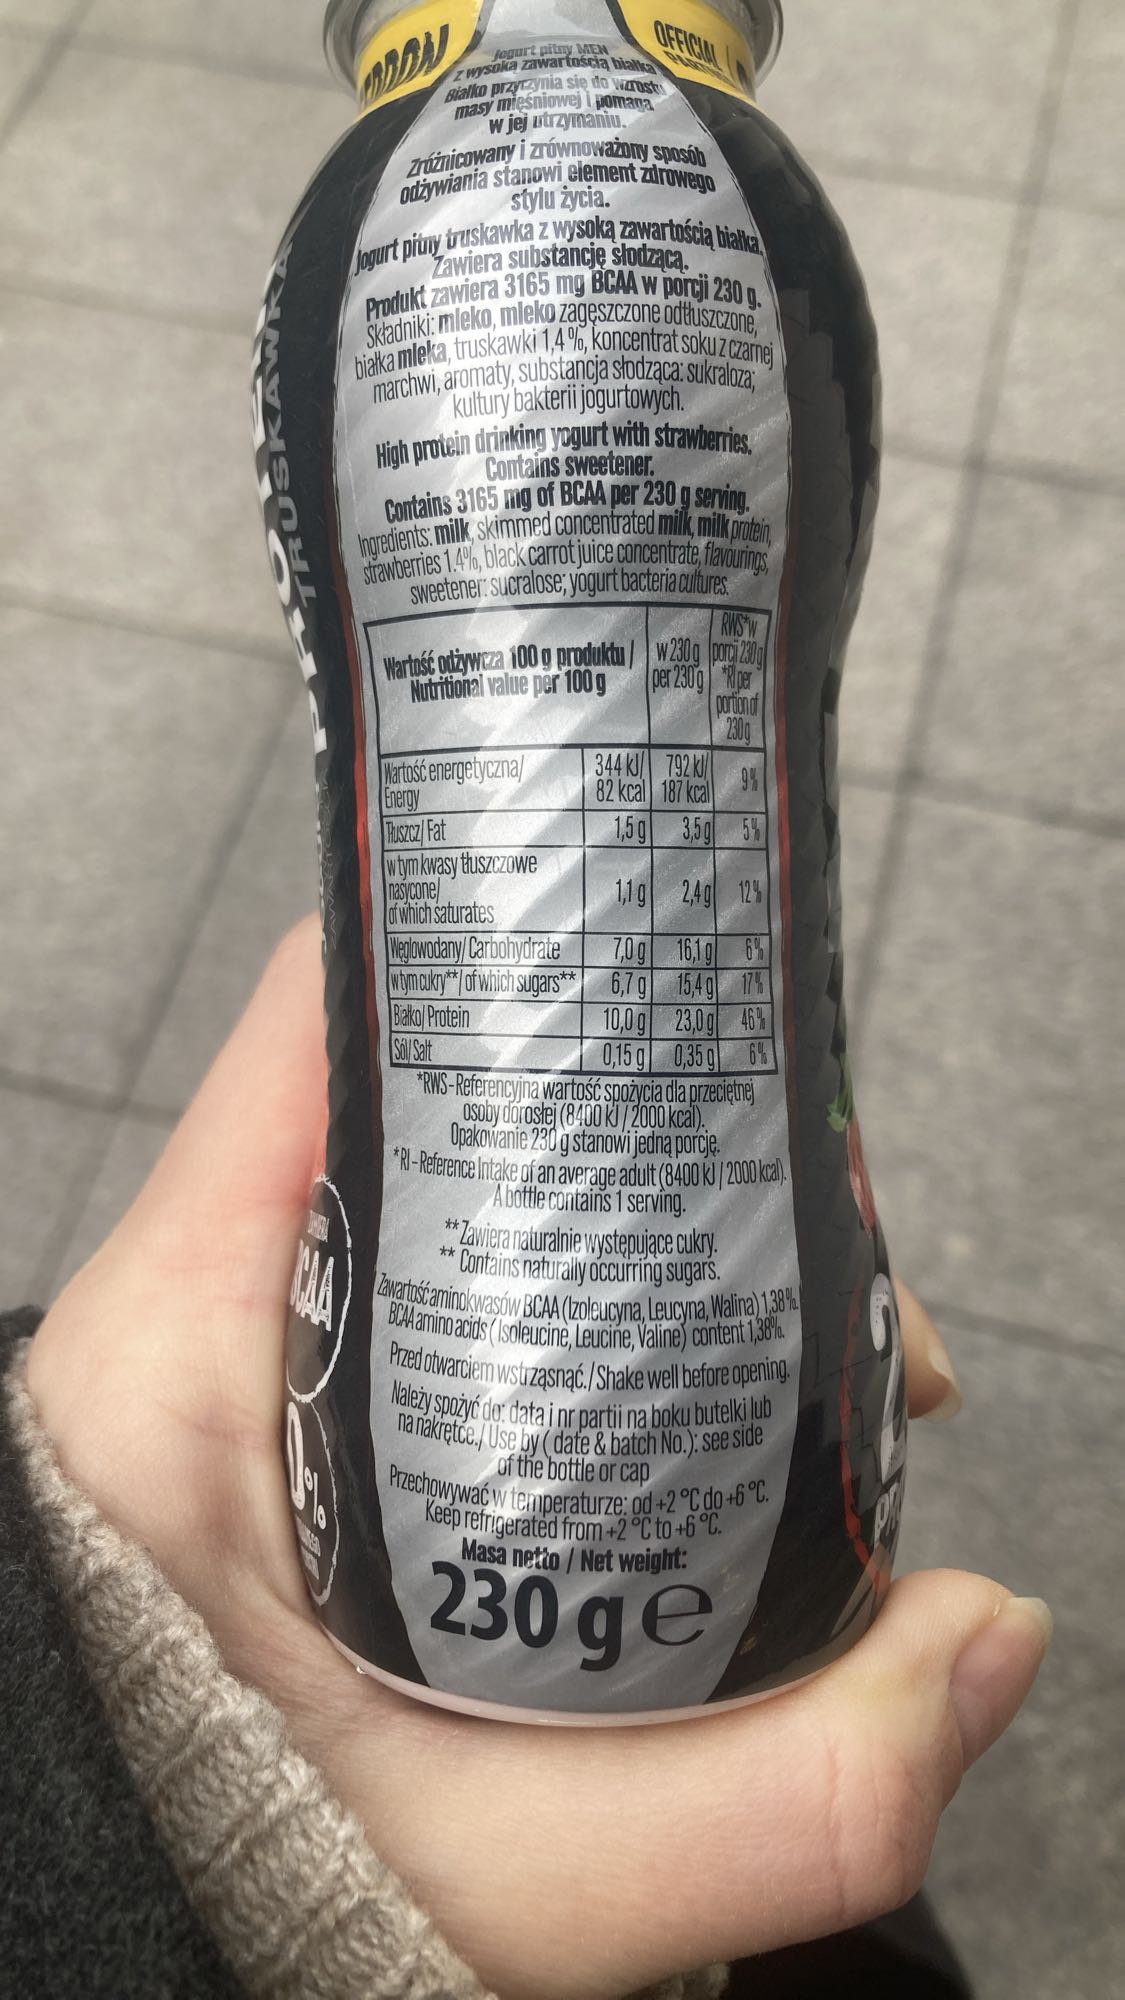 OFFICIAL
Jogurt pitny MEN
z wysoką zawartością białka
Białko przyczynia się do wzrostu
masy mięśniowej i pomaga
w jej utrzymaniu.
Zróżnicowany i zrównoważony sposób
odżywiania stanowi element zdrowego
stylu życia.
Jogurt pitny truskawka z wysoką zawartością białka.
Zawiera substancję słodzącą.
Produkt zawiera 3165 mg BCAA w porcji 230 g.
Składniki: mleko, mleko zagęszczone odtłuszczone,
białka mleka, truskawki 1,4 %, koncentrat soku z czarnej
marchwi, aromaty, substancja słodząca: sukraloza;
kultury bakterii jogurtowych.
High protein drinking yogurt with strawberries.
Contains sweetener.
Contains 3165 mg of BCAA per 230 g serving.
Ingredients: milk, skimmed concentrated milk, milk protein,
strawberries 1.4%, black carrot juice concentrate, flavourings,
sweetener: sucralose; yogurt bacteria cultures.
Wartość odżywcza 100 g produktu / Nutritional value per 100 g
w 230 g per 230 g
RWS*w porcji 230 g *RI per portion of 230 g
Wartość energetyczna/ Energy 344 kJ/ 82 kcal 792 kJ/ 187 kcal 9%
Tłuszcz/ Fat 1,5 g 3,5 g 5%
w tym kwasy tłuszczowe nasycone/ of which saturates 1,1 g 2,4 g 12%
Węglowodany/ Carbohydrate 7,0 g 16,1 g 6%
w tym cukry**/ of which sugars** 6,7 g 15,4 g 17%
Białko/ Protein 10,0 g 23,0 g 46%
Sól/ Salt 0,15 g 0,35 g 6%
*RWS-Referencyjna wartość spożycia dla przeciętnej
osoby dorosłej (8400 kJ / 2000 kcal).
Opakowanie 230 g stanowi jedną porcję.
*RI-Reference Intake of an average adult (8400 kJ / 2000 kcal).
A bottle contains 1 serving.
** Zawiera naturalnie występujące cukry.
** Contains naturally occurring sugars.
Zawartość aminokwasów BCAA (Izoleucyna, Leucyna, Walina) 1,38 %.
BCAA amino acids (Isoleucine, Leucine, Valine) content 1,38%.
Przed otwarciem wstrząsnąć./ Shake well before opening.
Należy spożyć do: data i nr partii na boku butelki lub
na nakrętce./ Use by (date & batch No.): see side
of the bottle or cap
Przechowywać w temperaturze: od +2 °C do +6 °C.
Keep refrigerated from +2 °C to +6 °C.
Masa netto / Net weight:
230 g e
TRUSKAWKA
BCAA
0%